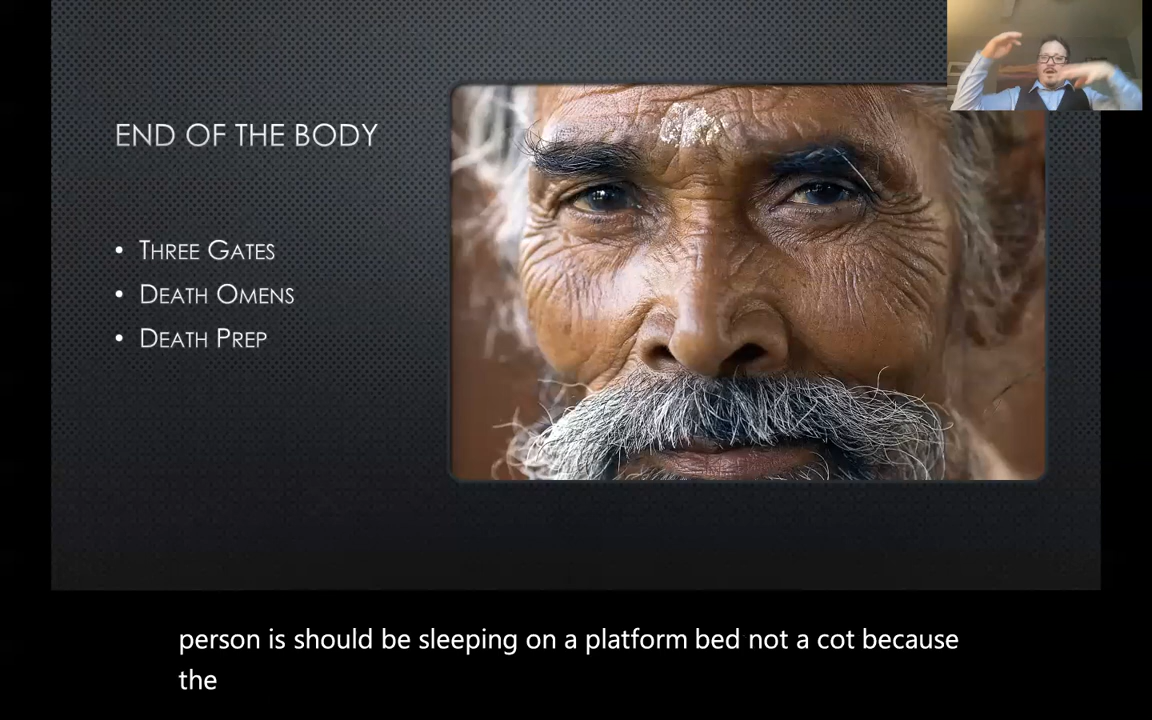 END OF THE BODY
• THREE GATES
• DEATH OMENS
• DEATH PREP
person is should be sleeping on a platform bed not a cot because
the